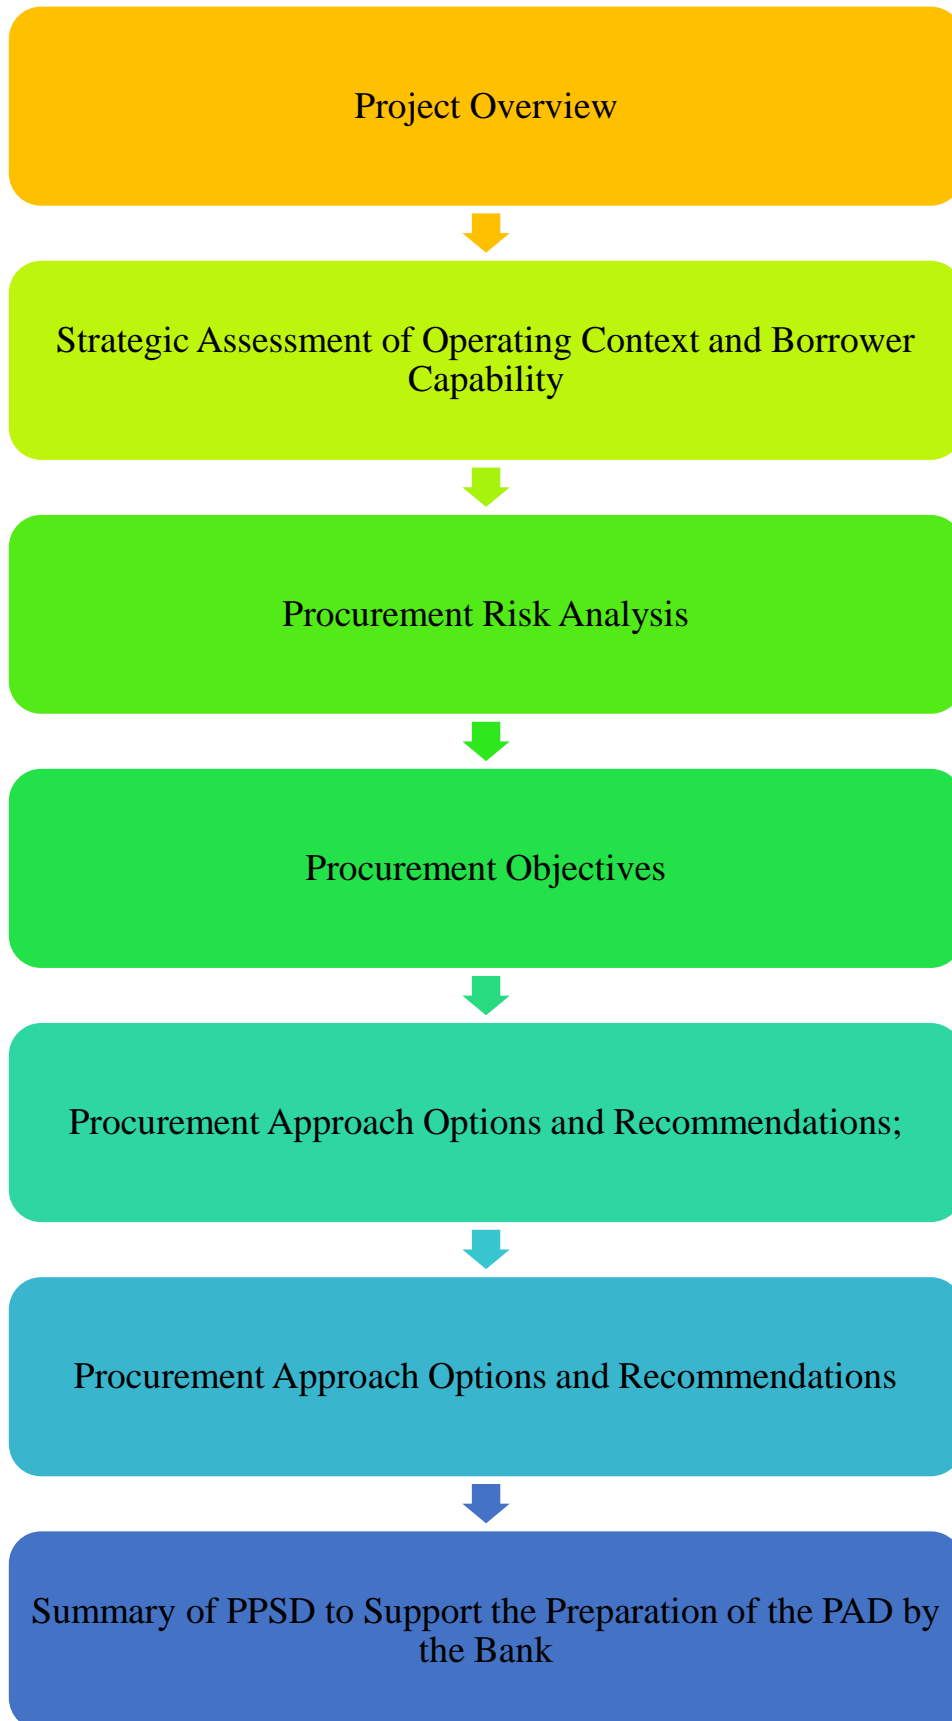 Project Overview
Strategic Assessment of Operating Context and Borrower
Capability
Procurement Risk Analysis
Procurement Objectives
Procurement Approach Options and Recommendations;
Procurement Approach Options and Recommendations
Summary of PPSD to Support the Preparation of the PAD by
the Bank